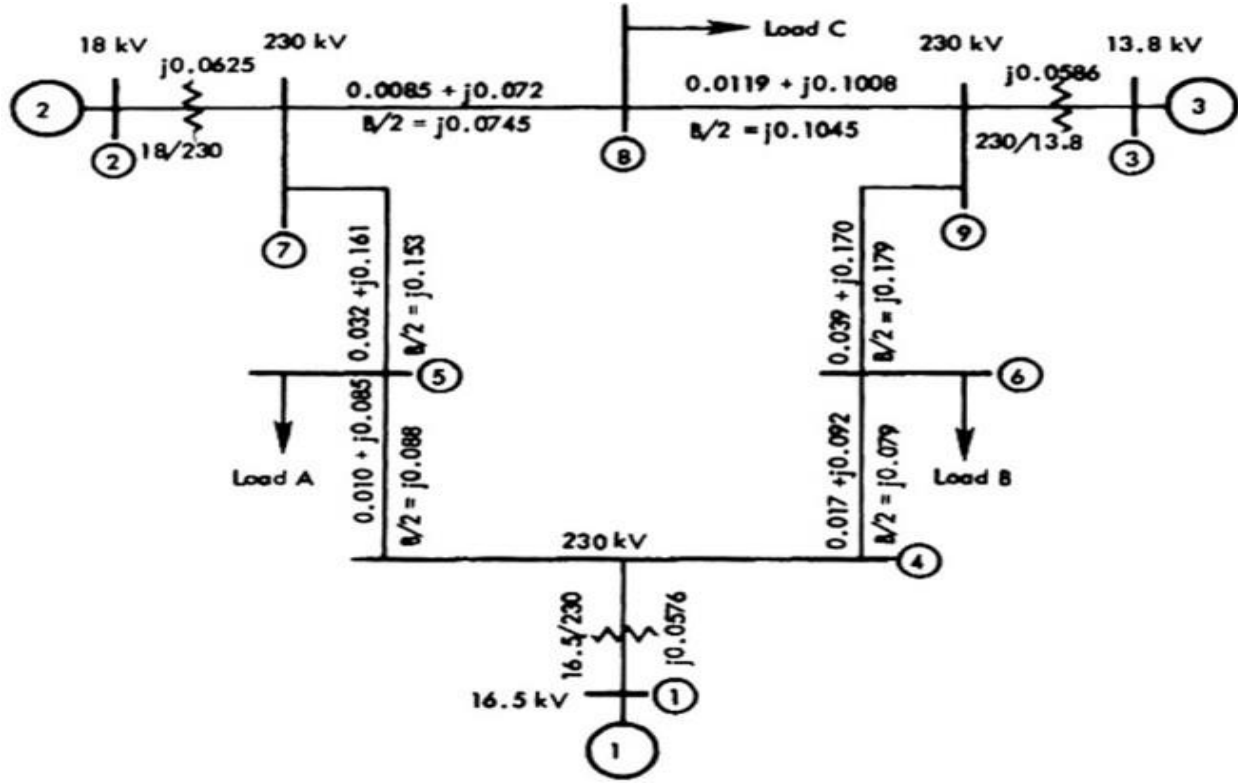 Load C
18 kV
230 kV
230 kV
13.8 kV
j0.0625
0.0085 + j0.072
0.0119 + j0.1008
j0.0586
2
3
B/2 = j0.0745
B/2 = j0.1045
18/230
230/13.8
2
8
3
7
9
0.032 +j0.161
B/2 = j0.153
0.039 + j0.170
B/2 = j0.179
5
6
0.010 + j0.085
B/2 = j0.088
0.017 +j0.092
B/2 = j0.079
Load A
Load B
230 kV
4
16.5/230
j0.0576
16.5 kV
1
1